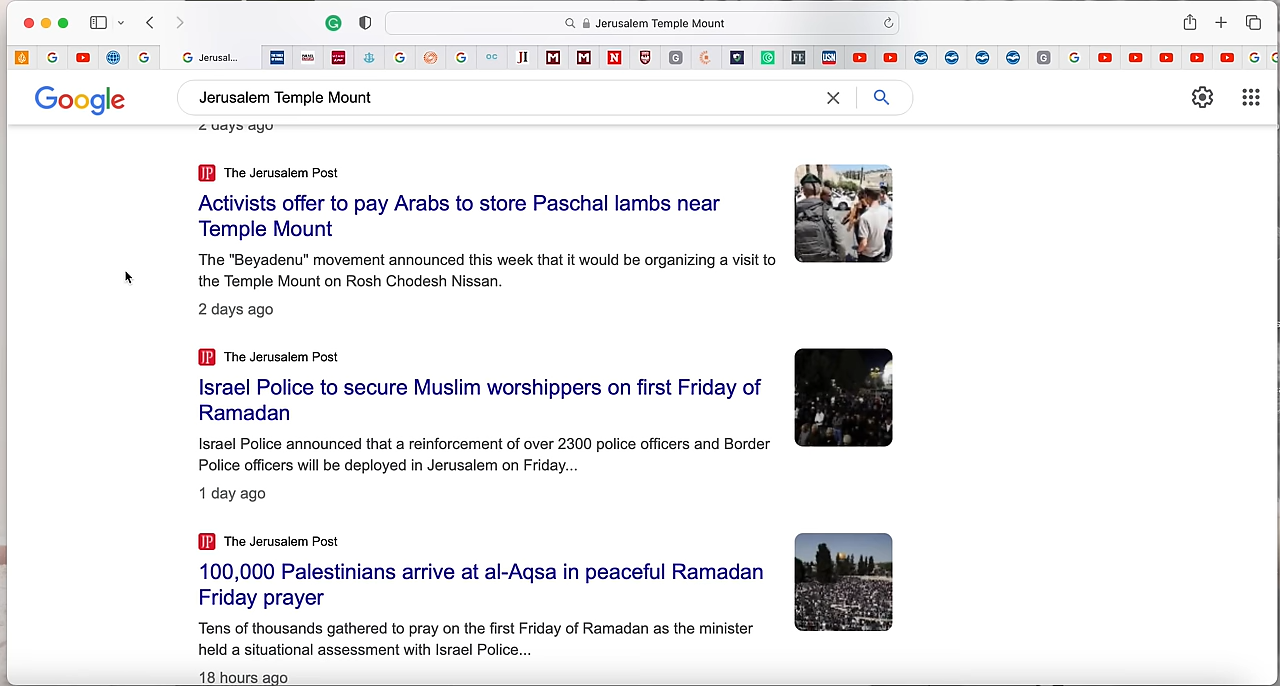 Jerusalem Temple Mount
Jerusal...
Google
Jerusalem Temple Mount
2 days ago
JP The Jerusalem Post
Activists offer to pay Arabs to store Paschal lambs near
Temple Mount
The "Beyadenu" movement announced this week that it would be organizing a visit to
the Temple Mount on Rosh Chodesh Nissan.
2 days ago
JP The Jerusalem Post
Israel Police to secure Muslim worshippers on first Friday of
Ramadan
Israel Police announced that a reinforcement of over 2300 police officers and Border
Police officers will be deployed in Jerusalem on Friday...
1 day ago
JP The Jerusalem Post
100,000 Palestinians arrive at al-Aqsa in peaceful Ramadan
Friday prayer
Tens of thousands gathered to pray on the first Friday of Ramadan as the minister
held a situational assessment with Israel Police...
18 hours ago